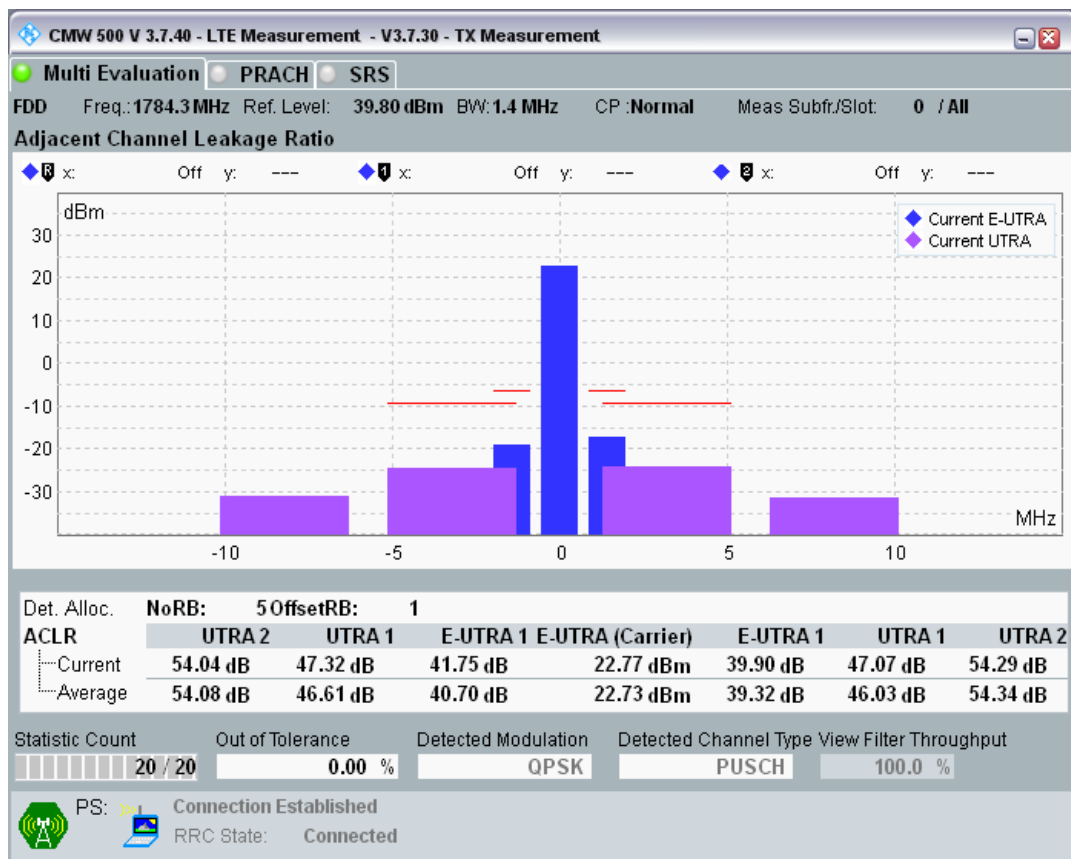 CMW 500 V 3.7.40 - LTE Measurement - V3.7.30 - TX Measurement
Multi Evaluation PRACH SRS
FDD Freq.: 1784.3 MHz Ref. Level: 39.80 dBm BW: 1.4 MHz CP :Normal Meas Subfr./Slot: 0 / All
Adjacent Channel Leakage Ratio
R x: Off y: --- 1 x: Off y: --- 2 x: Off y: ---
dBm
Current E-UTRA
Current UTRA
30
20
10
0
-10
-20
-30
MHz
-10 -5 0 5 10
Det. Alloc. NoRB: 5 OffsetRB: 1
ACLR UTRA 2 UTRA 1 E-UTRA 1 E-UTRA (Carrier) E-UTRA 1 UTRA 1 UTRA 2
Current 54.04 dB 47.32 dB 41.75 dB 22.77 dBm 39.90 dB 47.07 dB 54.29 dB
Average 54.08 dB 46.61 dB 40.70 dB 22.73 dBm 39.32 dB 46.03 dB 54.34 dB
Statistic Count Out of Tolerance Detected Modulation Detected Channel Type View Filter Throughput
20 / 20 0.00 % QPSK PUSCH 100.0 %
PS: Connection Established
RRC State: Connected